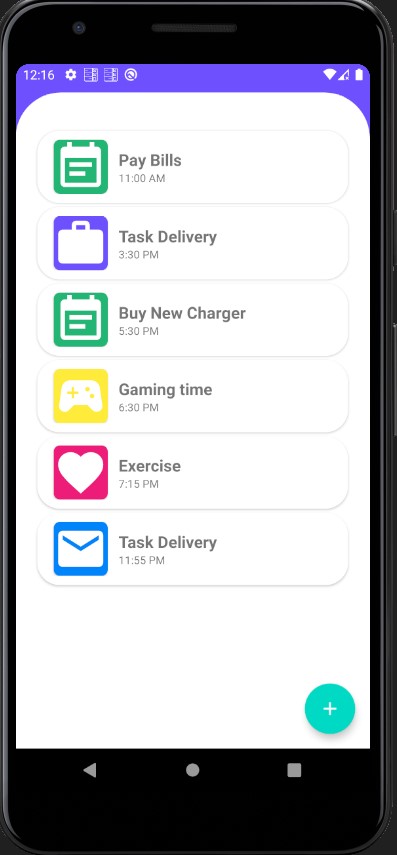 12:16
Pay Bills
11:00 AM
Task Delivery
3:30 PM
Buy New Charger
5:30 PM
Gaming time
6:30 PM
Exercise
7:15 PM
Task Delivery
11:55 PM
+